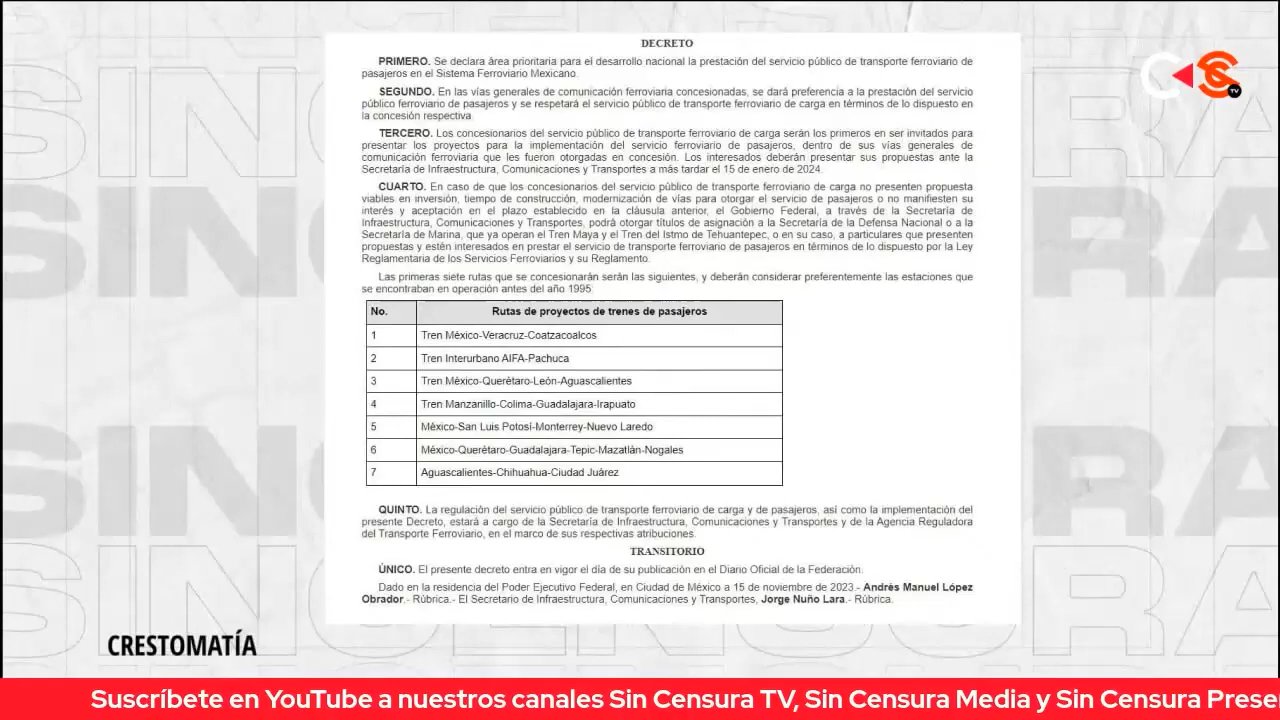 DECRETO
PRIMERO. Se declara área prioritaria para el desarrollo nacional la prestación del servicio público de transporte ferroviario de
pasajeros en el Sistema Ferroviario Mexicano.
SEGUNDO. En las vías generales de comunicación ferroviaria concesionadas, se dará preferencia a la prestación del servicio
público ferroviario de pasajeros y se respetará el servicio público de transporte ferroviario de carga en términos de lo dispuesto en
la concesión respectiva.
TERCERO. Los concesionarios del servicio público de transporte ferroviario de carga serán los primeros en ser invitados para
presentar los proyectos para la implementación del servicio ferroviario de pasajeros, dentro de sus vías generales de
comunicación ferroviaria que les fueron otorgadas en concesión. Los interesados deberán presentar sus propuestas ante la
Secretaría de Infraestructura, Comunicaciones y Transportes a más tardar el 15 de enero de 2024.
CUARTO. En caso de que los concesionarios del servicio público de transporte ferroviario de carga no presenten propuesta
viables en inversión, tiempo de construcción, modernización de vías para otorgar el servicio de pasajeros o no manifiesten su
interés y aceptación en el plazo establecido en la cláusula anterior, el Gobierno Federal, a través de la Secretaría de
Infraestructura, Comunicaciones y Transportes, podrá otorgar títulos de asignación a la Secretaría de la Defensa Nacional o a la
Secretaría de Marina, que ya operan el Tren Maya y el Tren del Istmo de Tehuantepec, o en su caso, a particulares que presenten
propuestas y estén interesados en prestar el servicio de transporte ferroviario de pasajeros en términos de lo dispuesto por la Ley
Reglamentaria de los Servicios Ferroviarios y su Reglamento.
Las primeras siete rutas que se concesionarán serán las siguientes, y deberán considerar preferentemente las estaciones que
se encontraban en operación antes del año 1995:
No. Rutas de proyectos de trenes de pasajeros
1 Tren México-Veracruz-Coatzacoalcos
2 Tren Interurbano AIFA-Pachuca
3 Tren México-Querétaro-León-Aguascalientes
4 Tren Manzanillo-Colima-Guadalajara-Irapuato
5 México-San Luis Potosí-Monterrey-Nuevo Laredo
6 México-Querétaro-Guadalajara-Tepic-Mazatlán-Nogales
7 Aguascalientes-Chihuahua-Ciudad Juárez
QUINTO. La regulación del servicio público de transporte ferroviario de carga y de pasajeros, así como la implementación del
presente Decreto, estará a cargo de la Secretaría de Infraestructura, Comunicaciones y Transportes y de la Agencia Reguladora
del Transporte Ferroviario, en el marco de sus respectivas atribuciones.
TRANSITORIO
ÚNICO. El presente decreto entra en vigor el día de su publicación en el Diario Oficial de la Federación.
Dado en la residencia del Poder Ejecutivo Federal, en Ciudad de México a 15 de noviembre de 2023.- Andrés Manuel López
Obrador.- Rúbrica.- El Secretario de Infraestructura, Comunicaciones y Transportes, Jorge Nuño Lara.- Rúbrica.
TV
CRESTOMATÍA
Suscríbete en YouTube a nuestros canales Sin Censura TV, Sin Censura Media y Sin Censura Prese